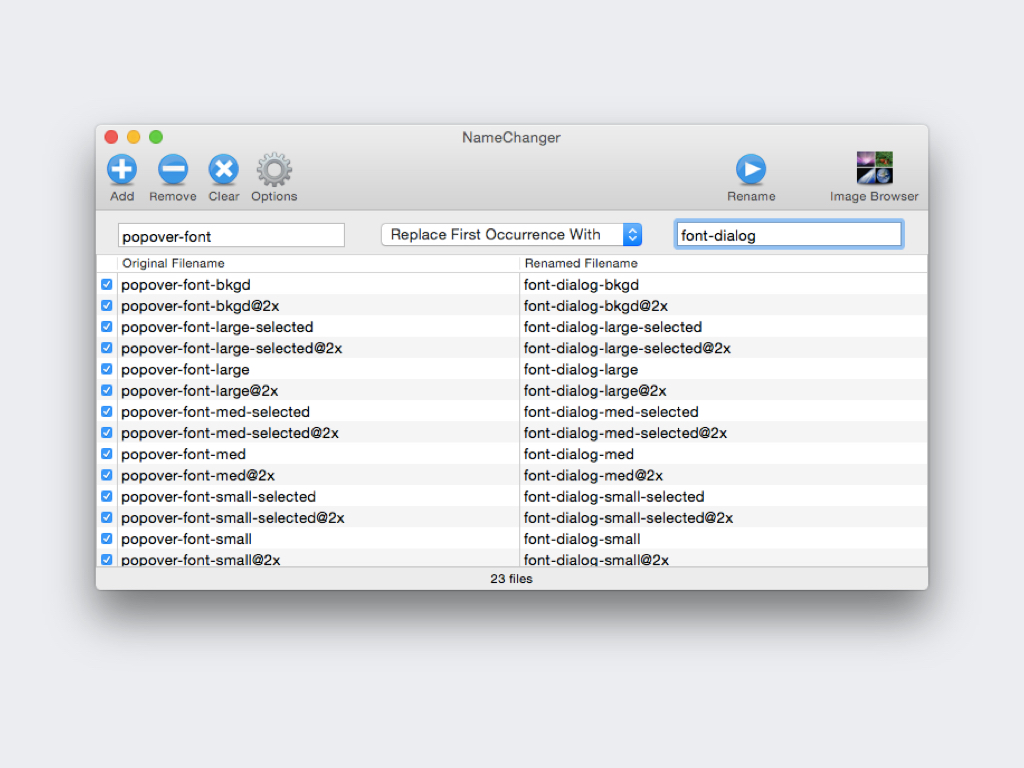 NameChanger
Add Remove Clear Options Rename Image Browser
popover-font Replace First Occurrence With font-dialog
Original Filename Renamed Filename
popover-font-bkgd font-dialog-bkgd
popover-font-bkgd@2x font-dialog-bkgd@2x
popover-font-large-selected font-dialog-large-selected
popover-font-large-selected@2x font-dialog-large-selected@2x
popover-font-large font-dialog-large
popover-font-large@2x font-dialog-large@2x
popover-font-med-selected font-dialog-med-selected
popover-font-med-selected@2x font-dialog-med-selected@2x
popover-font-med font-dialog-med
popover-font-med@2x font-dialog-med@2x
popover-font-small-selected font-dialog-small-selected
popover-font-small-selected@2x font-dialog-small-selected@2x
popover-font-small font-dialog-small
popover-font-small@2x font-dialog-small@2x
23 files